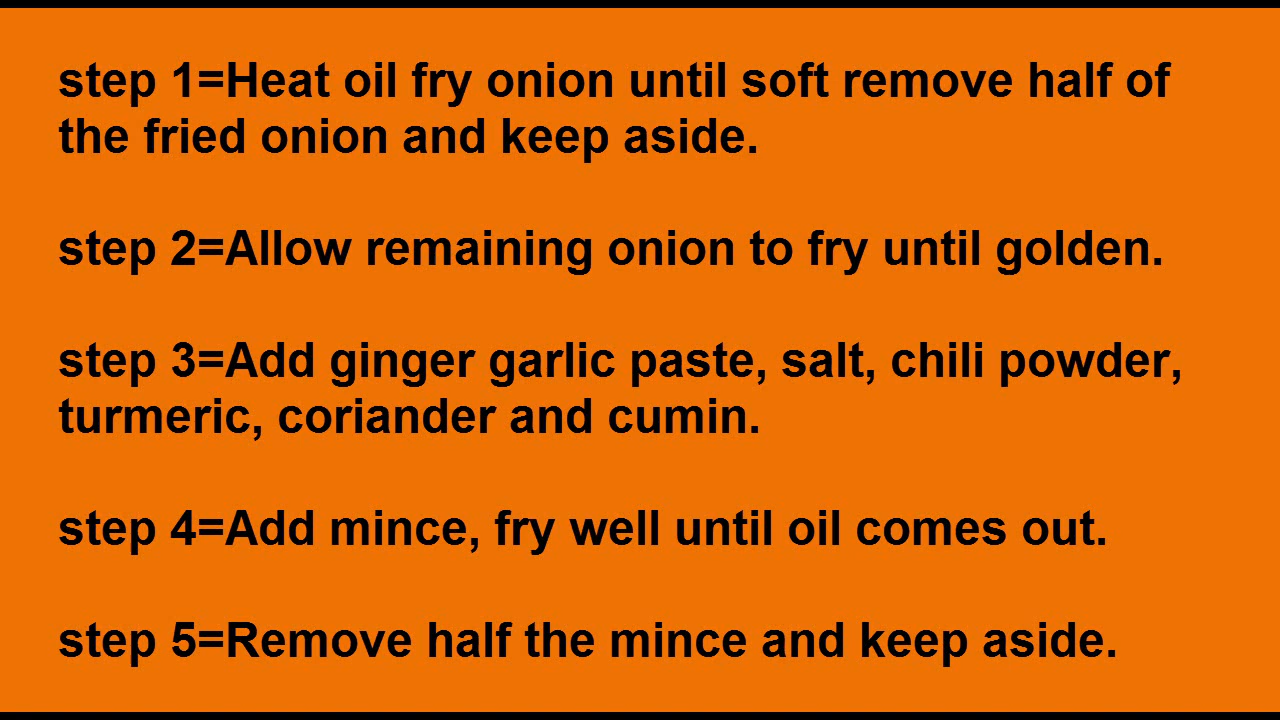 step 1=Heat oil fry onion until soft remove half of
the fried onion and keep aside.
step 2=Allow remaining onion to fry until golden.
step 3=Add ginger garlic paste, salt, chili powder,
turmeric, coriander and cumin.
step 4=Add mince, fry well until oil comes out.
step 5=Remove half the mince and keep aside.